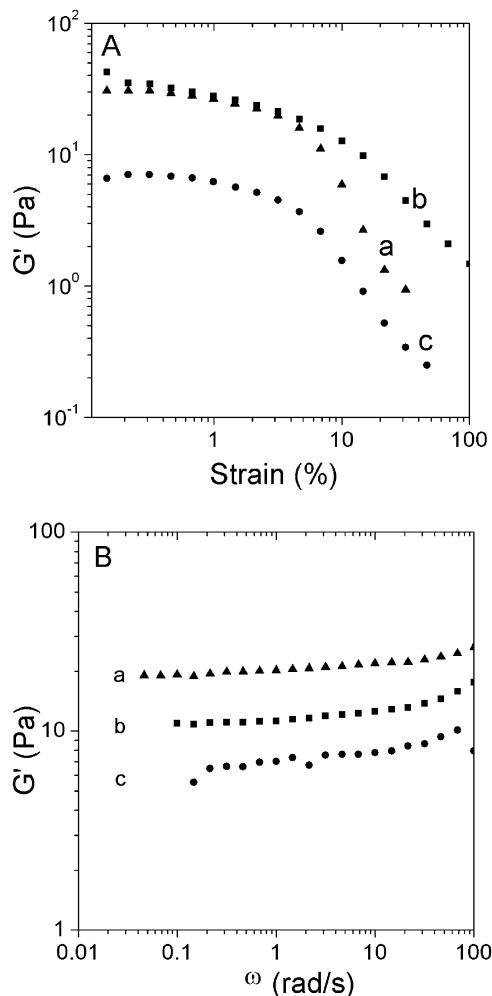 A
10²
10¹
10⁰
10⁻¹
G' (Pa)
b
a
c
1 10 100
Strain (%)
B
100
10
1
G' (Pa)
a
b
c
0.01 0.1 1 10 100
ω (rad/s)